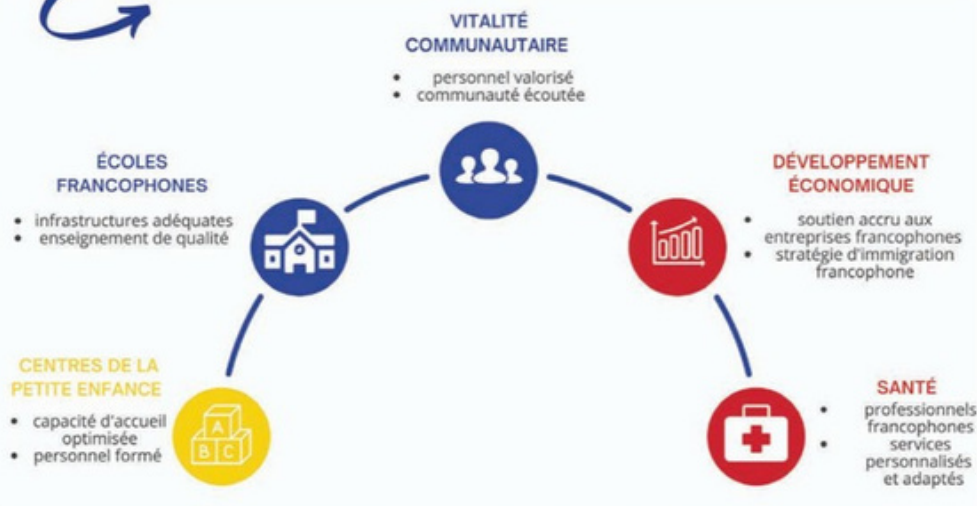 VITALITÉ
COMMUNAUTAIRE
• personnel valorisé
• communauté écoutée
ÉCOLES
FRANCOPHONES
• infrastructures adéquates
• enseignement de qualité
DÉVELOPPEMENT
ÉCONOMIQUE
• soutien accru aux
entreprises francophones
• stratégie d'immigration
francophone
CENTRES DE LA
PETITE ENFANCE
• capacité d'accueil
optimisée
• personnel formé
A
B C
SANTÉ
• professionnels
francophones
• services
personnalisés
et adaptés